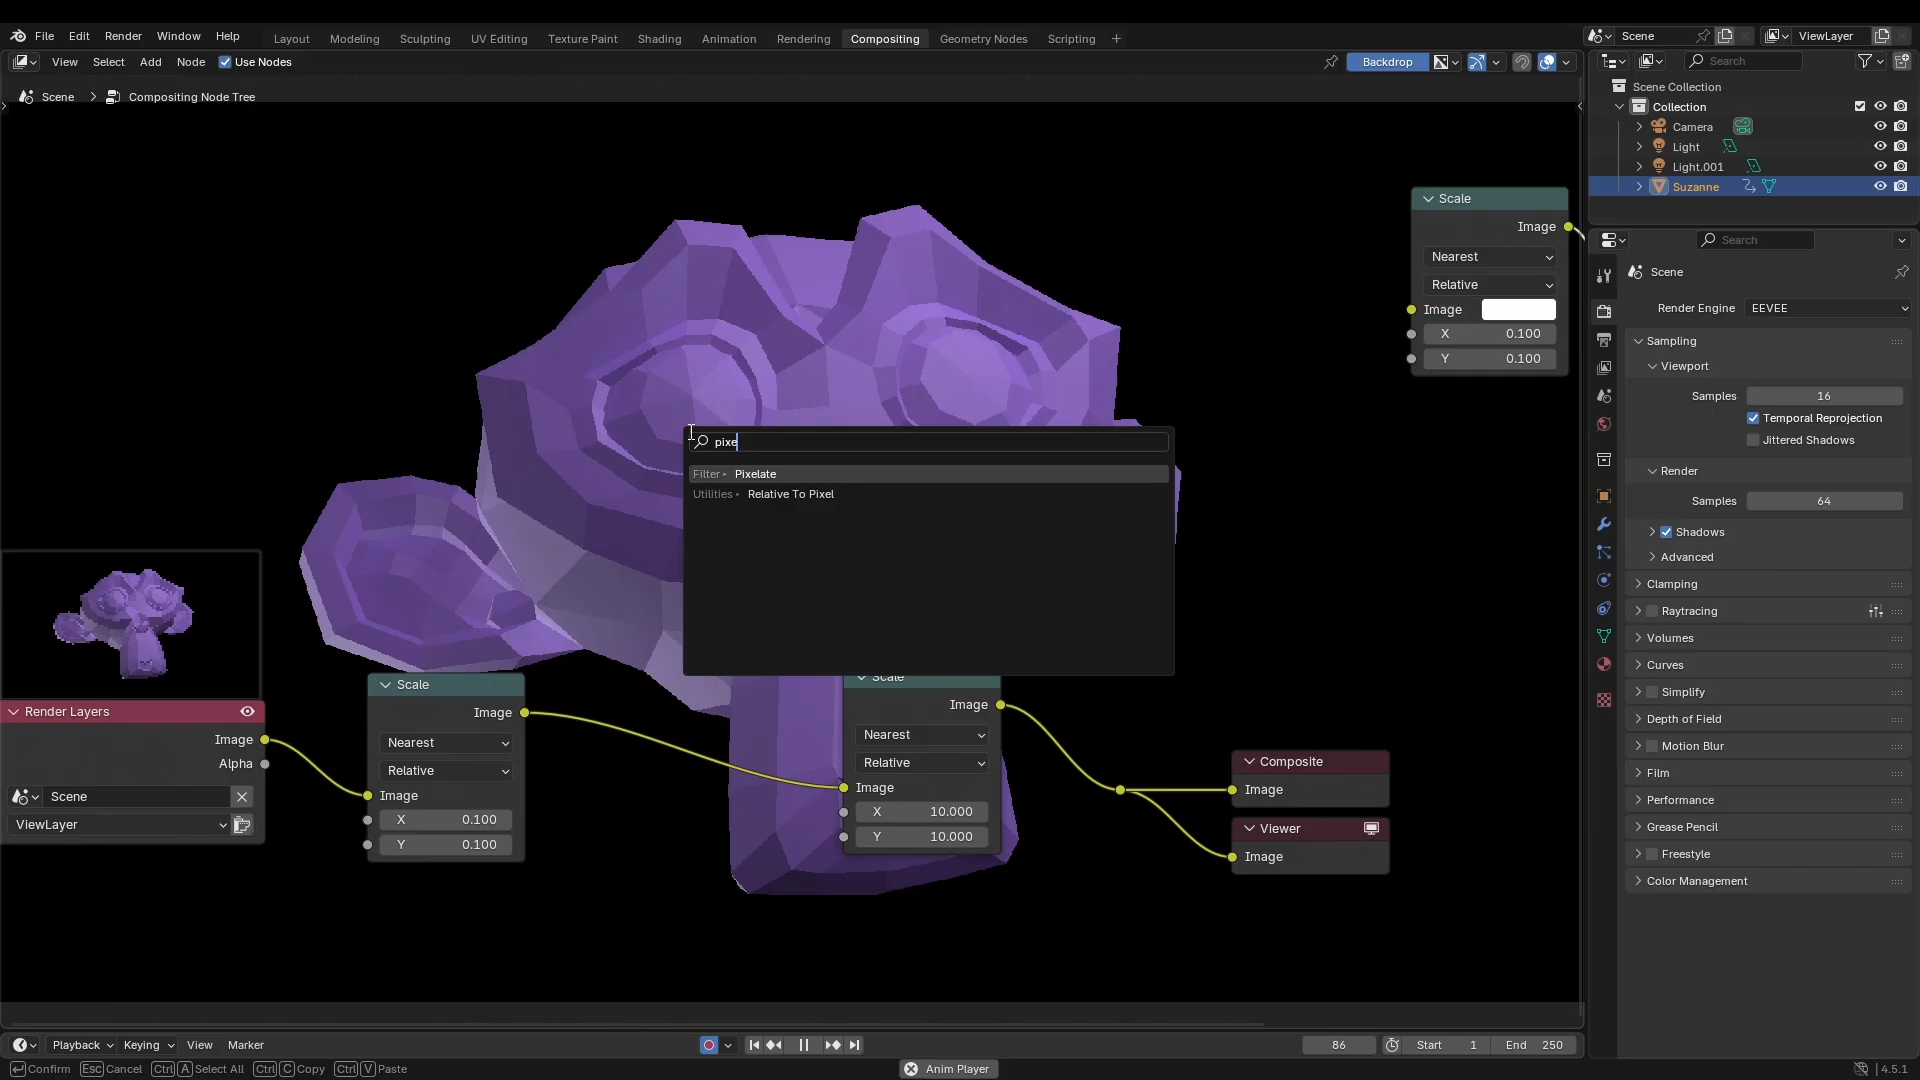 File Edit Render Window Help Layout Modeling Sculpting UV Editing Texture Paint Shading Animation Rendering Compositing Geometry Nodes Scripting Scene ViewLayer
View Select Add Node Use Nodes Backdrop Search
Scene Compositing Node Tree
Scene Collection
Collection
Camera
Light
Light.001
Suzanne
Search
Scene
Render Engine EEVEE
Sampling
Viewport
Samples 16
Temporal Reprojection
Jittered Shadows
Render
Samples 64
Shadows
Advanced
Clamping
Raytracing
Volumes
Curves
Simplify
Depth of Field
Motion Blur
Film
Performance
Grease Pencil
Freestyle
Color Management
Scale
Image
Nearest
Relative
Image
X 0.100
Y 0.100
pixe
Filter Pixelate
Utilities Relative To Pixel
Render Layers
Image
Alpha
Scene
ViewLayer
Scale
Image
Nearest
Relative
Image
X 0.100
Y 0.100
Scale
Image
Nearest
Relative
Image
X 10.000
Y 10.000
Composite
Image
Viewer
Image
Playback Keying View Marker 86 Start 1 End 250
Confirm Esc Cancel Ctrl A Select All Ctrl C Copy Ctrl V Paste Anim Player 4.5.1